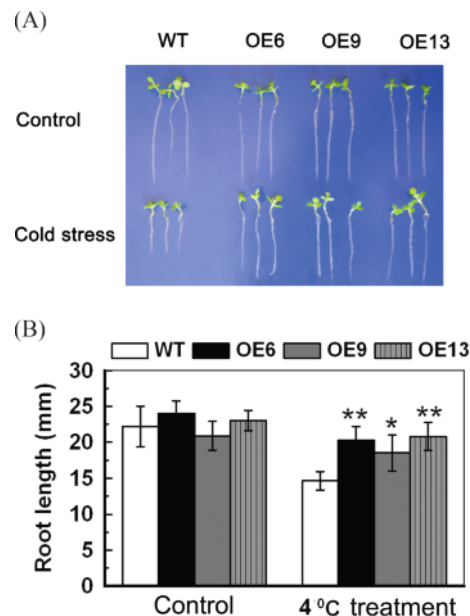 (A)
WT OE6 OE9 OE13
Control
Cold stress
(B)
WT OE6 OE9 OE13
Root length (mm)
30
25
20
15
10
5
0
** * **
Control 4 ⁰C treatment